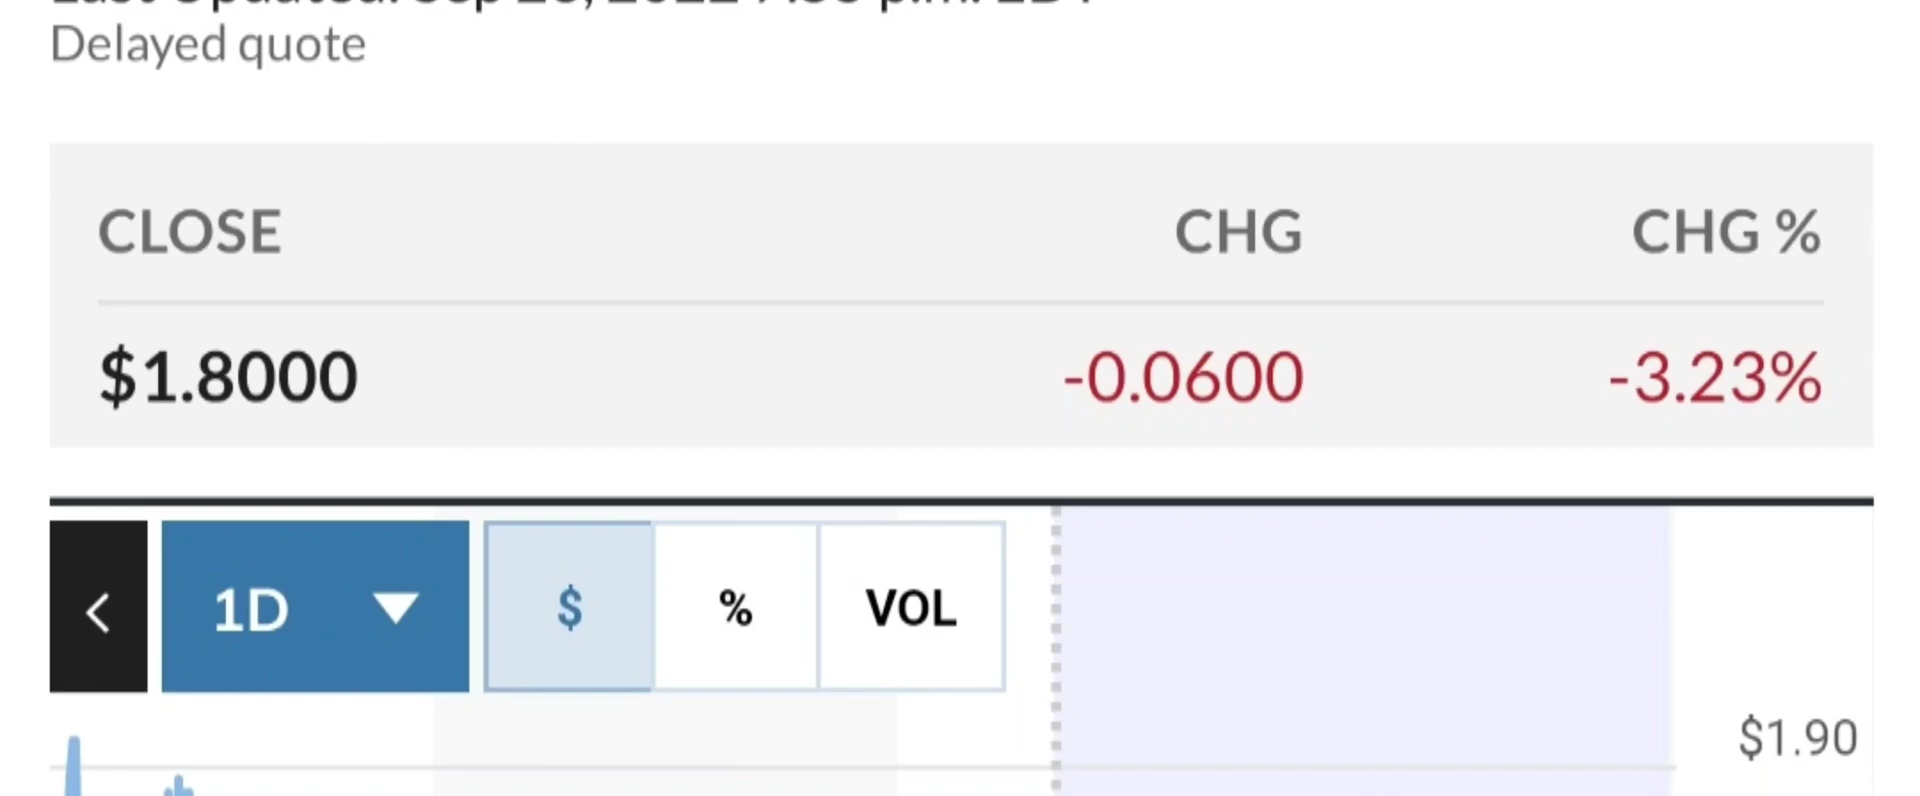 Delayed quote
CLOSE CHG CHG %
$1.8000 -0.0600 -3.23%
1D $ % VOL
$1.90